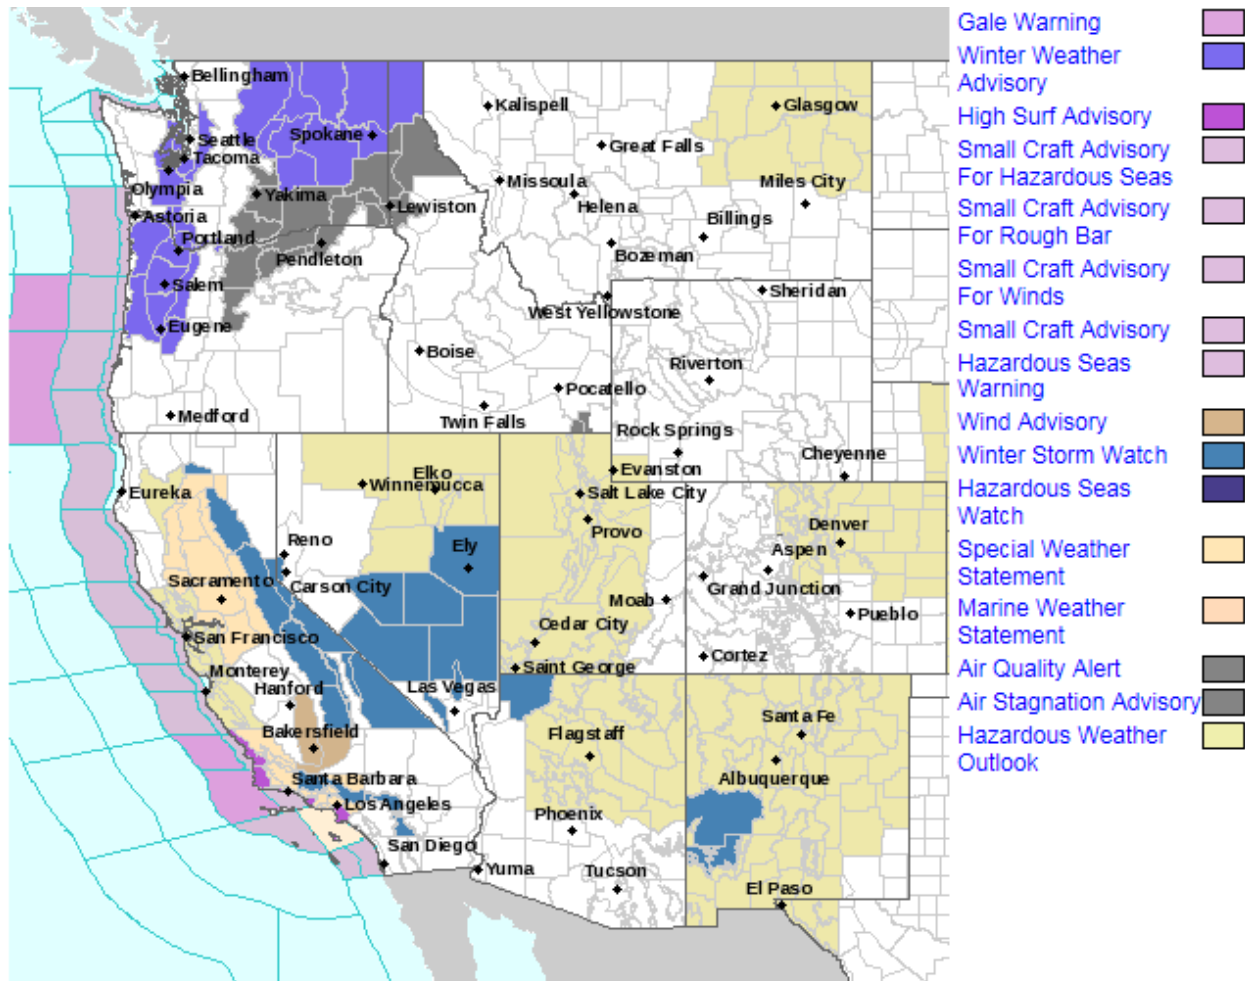 Bellingham
Seattle
Tacoma
Olympia
Spokane
Yakima
Lewiston
Astoria
Portland
Pendleton
Salem
Eugene
Medford
Kalispell
Great Falls
Missoula
Helena
Bozeman
Billings
Glasgow
Miles City
West Yellowstone
Sheridan
Boise
Pocatello
Twin Falls
Riverton
Rock Springs
Evanston
Cheyenne
Eureka
Winnemucca
Elko
Reno
Carson City
Ely
Sacramento
San Francisco
Monterey
Hanford
Bakersfield
Las Vegas
Santa Barbara
Los Angeles
San Diego
Salt Lake City
Provo
Moab
Cedar City
Saint George
Denver
Aspen
Grand Junction
Pueblo
Cortez
Flagstaff
Phoenix
Tucson
Yuma
Santa Fe
Albuquerque
El Paso
Gale Warning
Winter Weather
Advisory
High Surf Advisory
Small Craft Advisory
For Hazardous Seas
Small Craft Advisory
For Rough Bar
Small Craft Advisory
For Winds
Small Craft Advisory
Hazardous Seas
Warning
Wind Advisory
Winter Storm Watch
Hazardous Seas
Watch
Special Weather
Statement
Marine Weather
Statement
Air Quality Alert
Air Stagnation Advisory
Hazardous Weather
Outlook